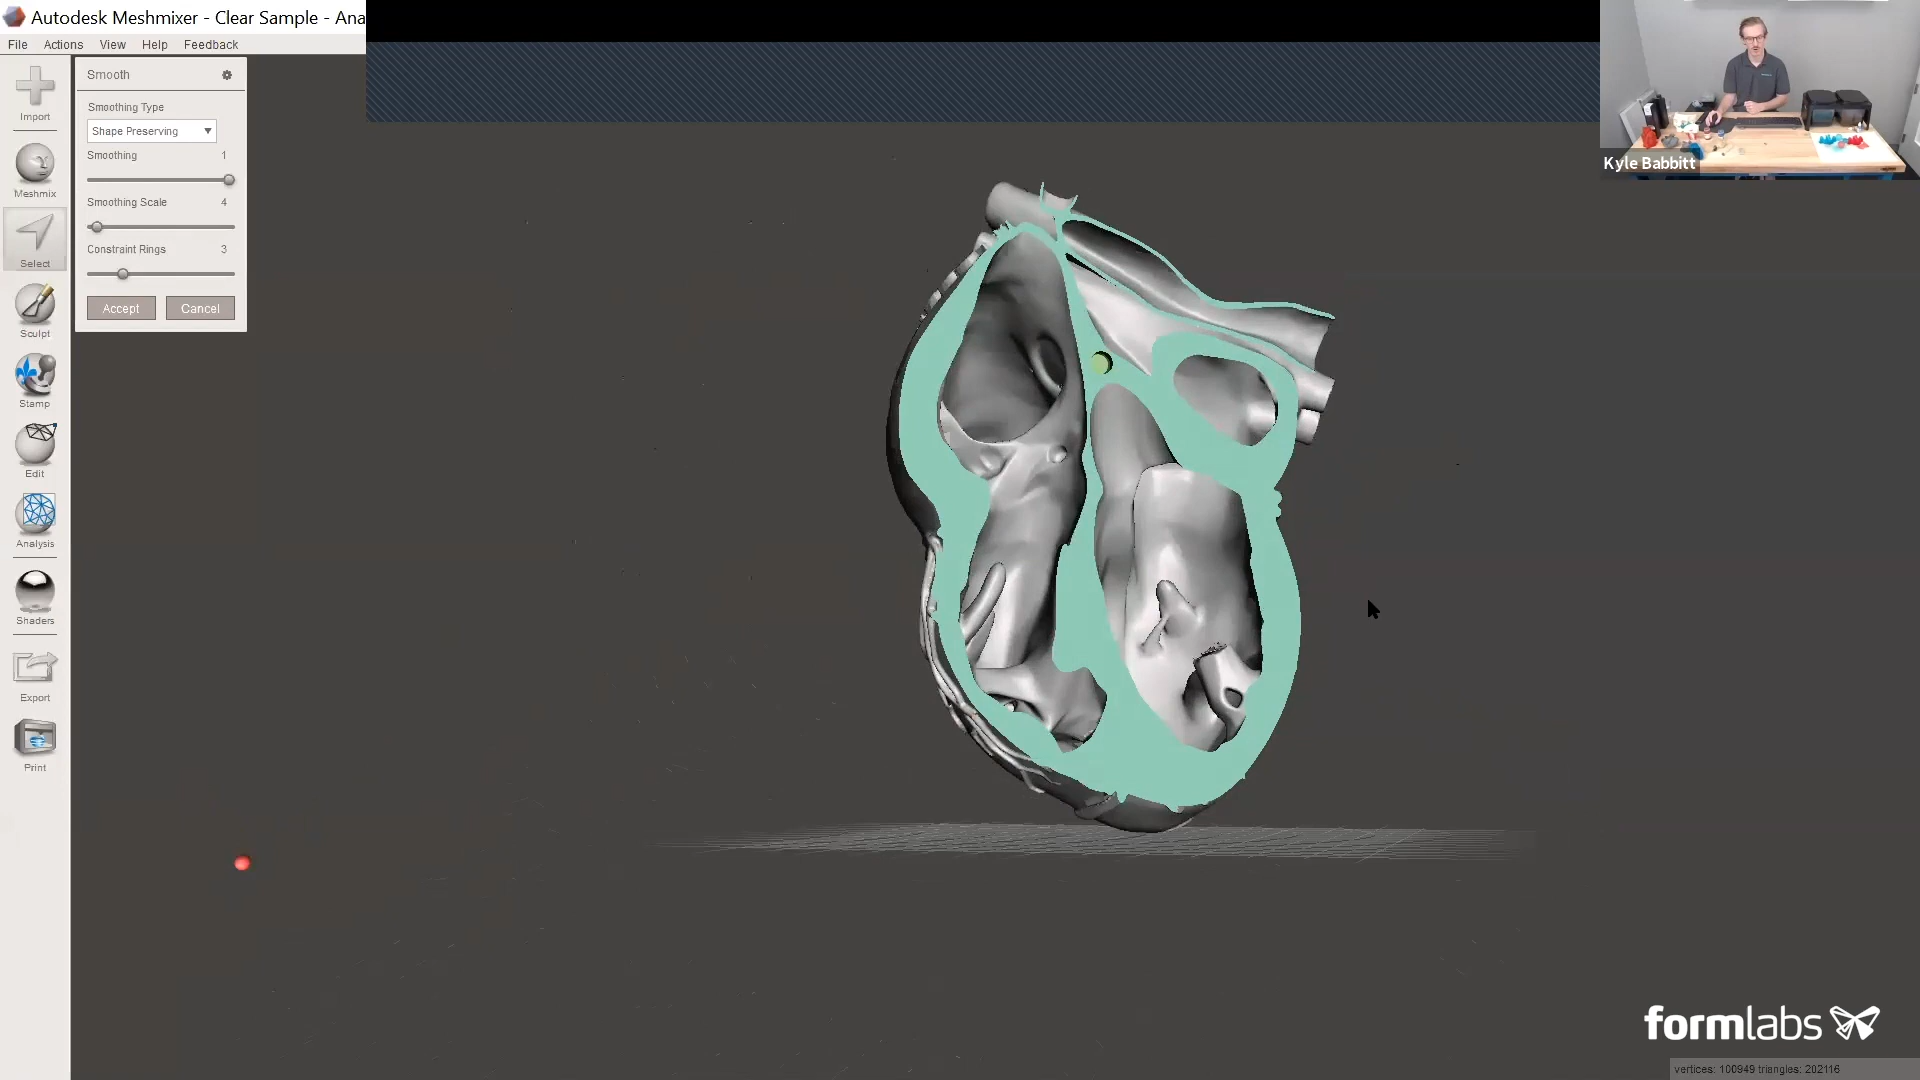 Autodesk Meshmixer - Clear Sample - Ana
File Actions View Help Feedback
Import
Meshmix
Select
Sculpt
Stamp
Edit
Analysis
Shaders
Export
Print
Smooth
Smoothing Type
Shape Preserving
Smoothing 1
Smoothing Scale 4
Constraint Rings 3
Accept Cancel
Kyle Babbitt
formlabs
vertices: 100949 triangles: 202116